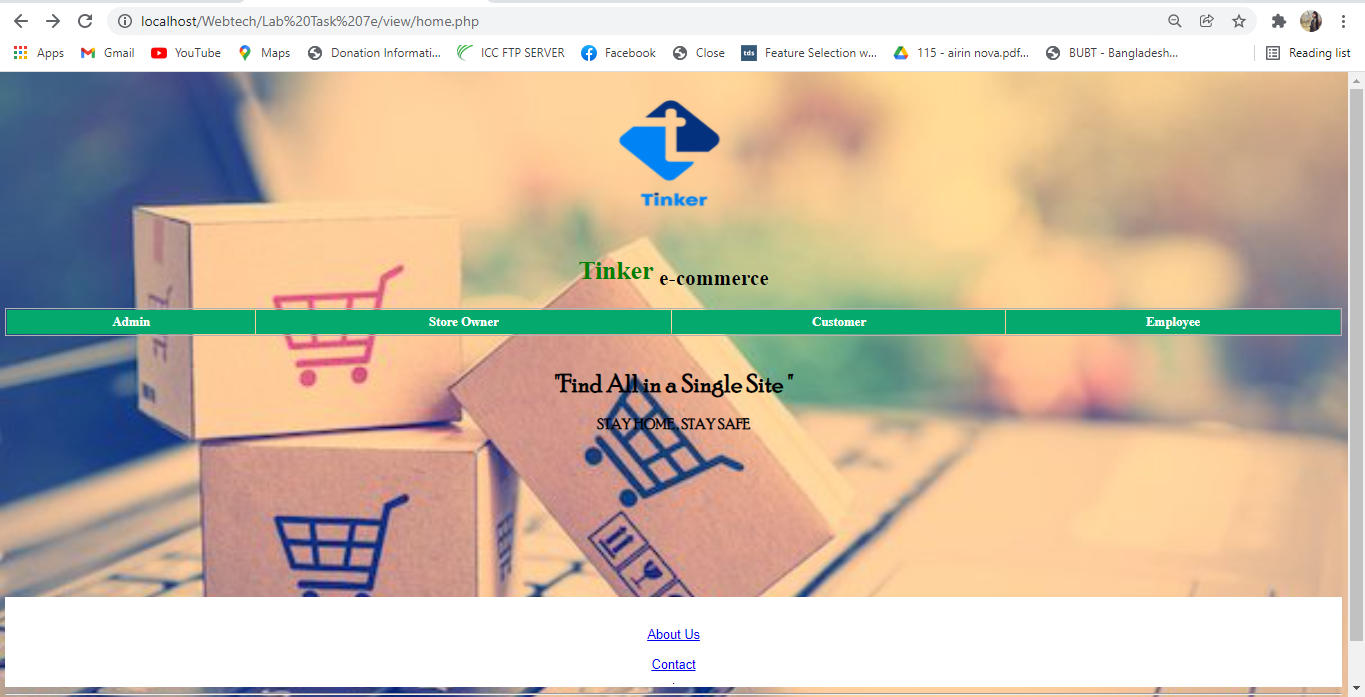 localhost/Webtech/Lab%20Task%207e/view/home.php
Apps Gmail YouTube Maps Donation Informati... ICC FTP SERVER Facebook Close tds Feature Selection w... 115 - airin nova.pdf... BUBT - Bangladesh... Reading list
t
Tinker
Tinker e-commerce
Admin Store Owner Customer Employee
"Find All in a Single Site "
STAY HOME, STAY SAFE
About Us
Contact
.